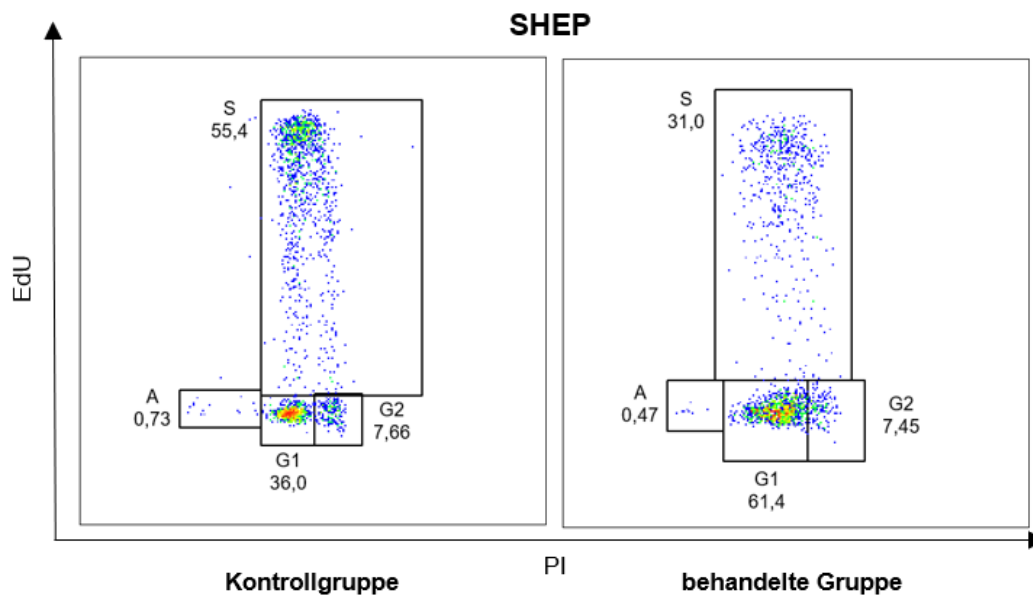 SHEP
EdU
S
55,4
A
0,73
G1
36,0
G2
7,66
S
31,0
A
0,47
G1
61,4
G2
7,45
PI
Kontrollgruppe
behandelte Gruppe